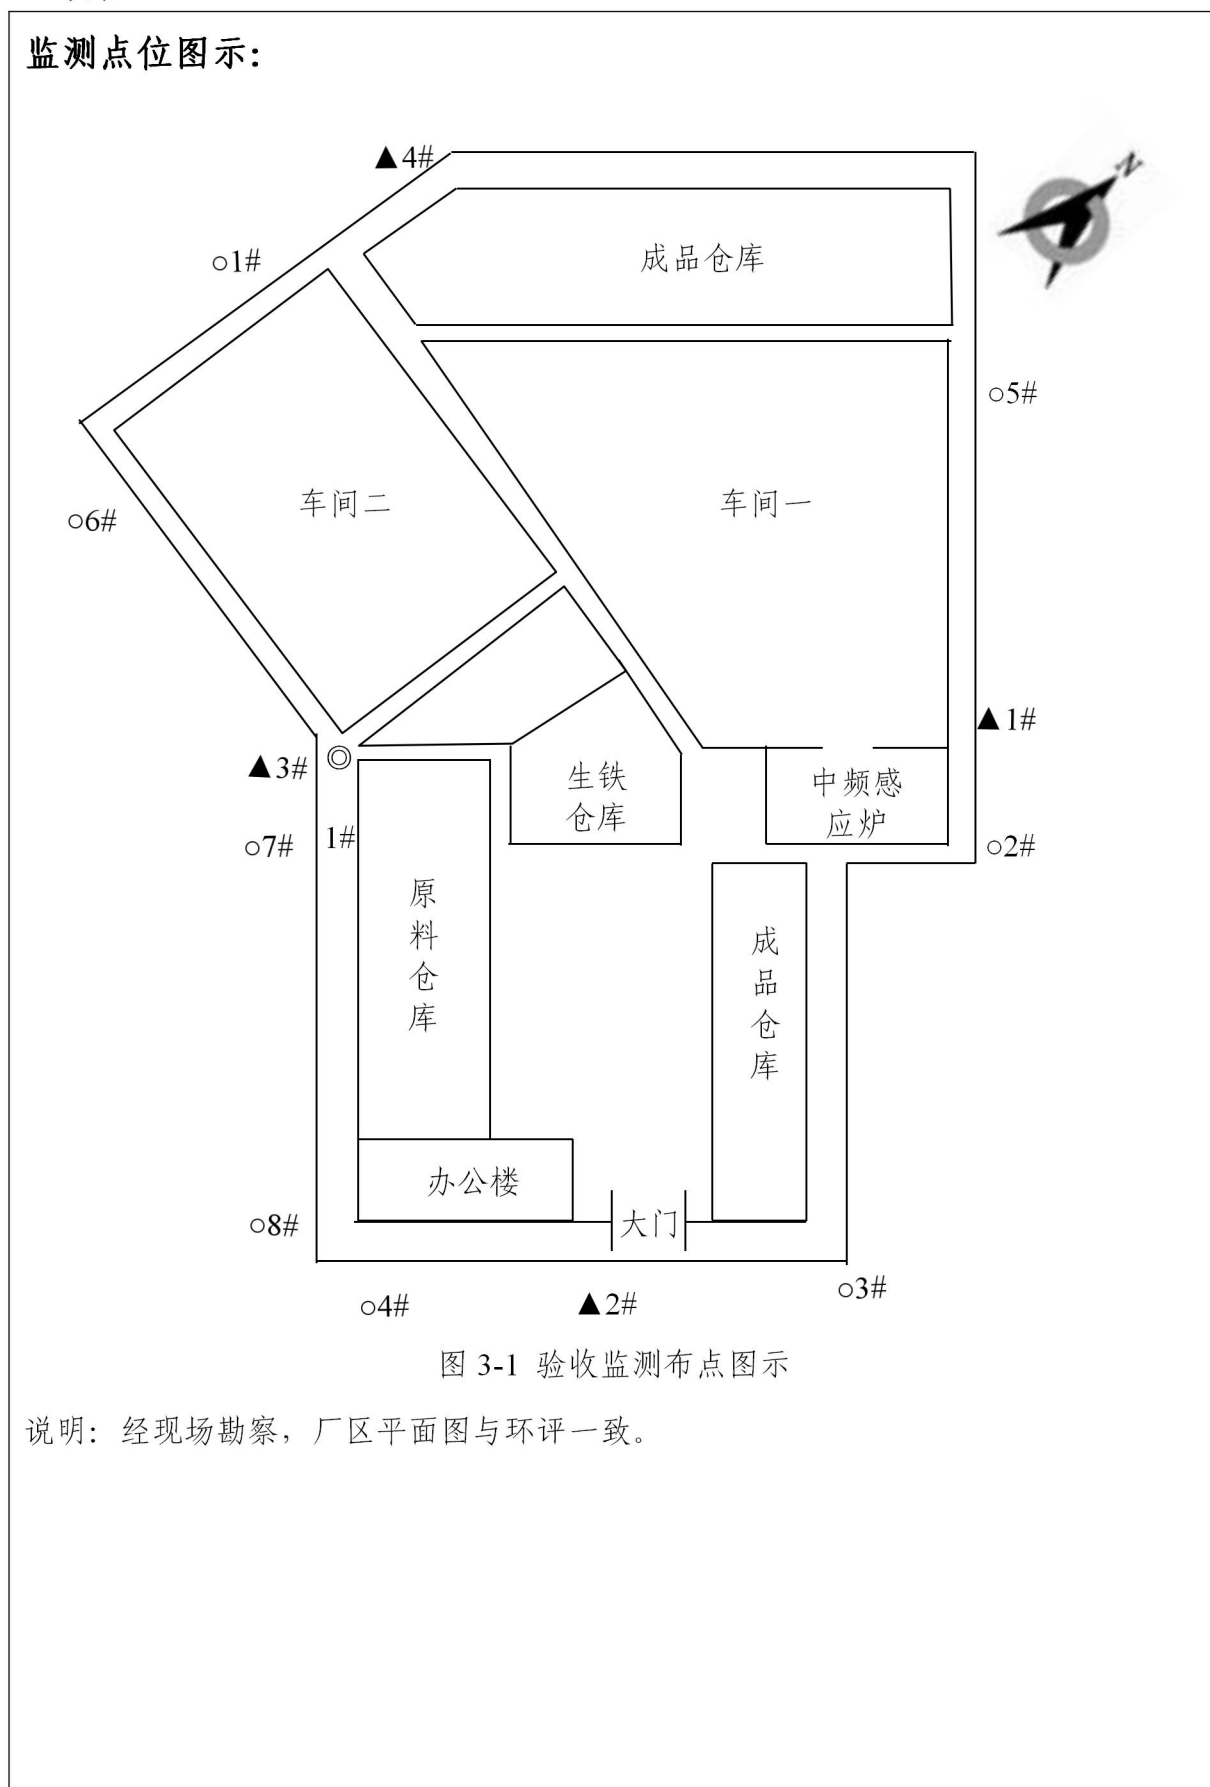 监测点位图示：
▲4#
N
○1#
成品仓库
○5#
车间二
车间一
○6#
▲1#
▲3#
◎
生铁
仓库
中频感
应炉
○7#
1#
○2#
原
料
仓
库
成
品
仓
库
办公楼
○8#
大门
○3#
○4#
▲2#
图 3-1 验收监测布点图示
说明：经现场勘察，厂区平面图与环评一致。